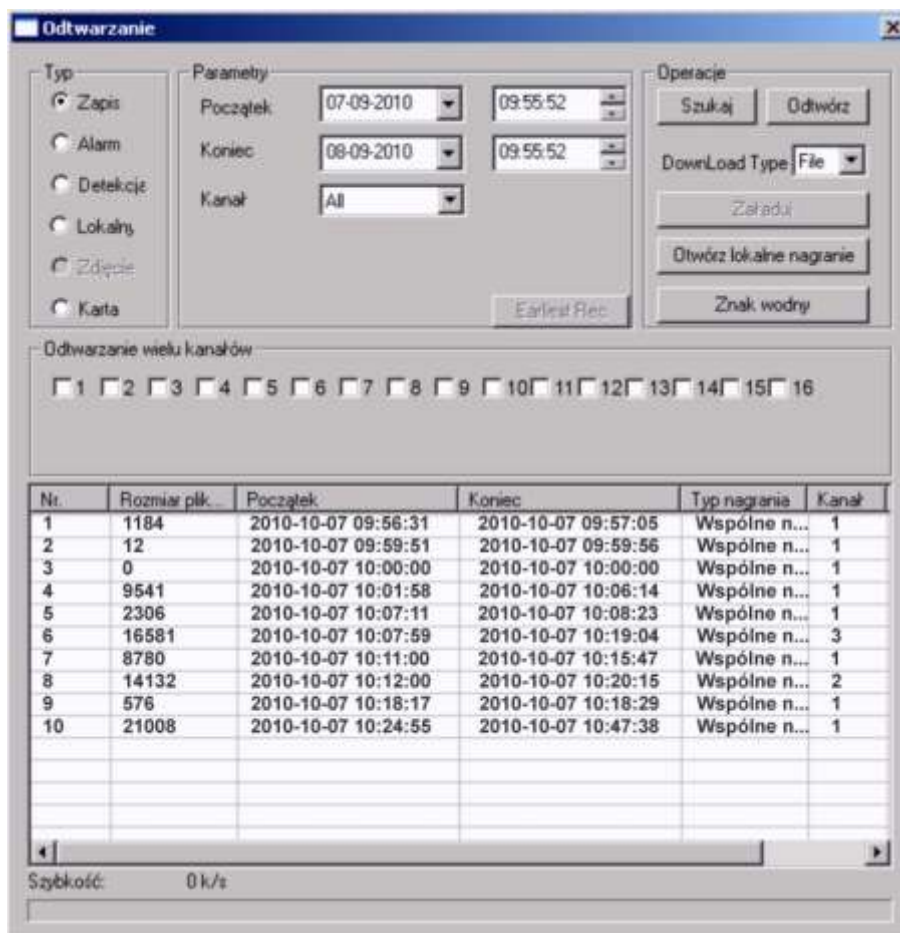 Odtwarzanie
Typ
Zapis
Alarm
Detekcja
Lokalny
Zdjęcie
Karta
Parametry
Początek 07-09-2010 09:55:52
Koniec 08-09-2010 09:55:52
Kanał All
Earliest Rec
Operacje
Szukaj Odtwórz
DownLoad Type File
Załaduj
Otwórz lokalne nagranie
Znak wodny
Odtwarzanie wielu kanałów
1 2 3 4 5 6 7 8 9 10 11 12 13 14 15 16
Nr. Rozmiar plik... Początek Koniec Typ nagrania Kanał
1 1184 2010-10-07 09:56:31 2010-10-07 09:57:05 Wspólne n... 1
2 12 2010-10-07 09:59:51 2010-10-07 09:59:56 Wspólne n... 1
3 0 2010-10-07 10:00:00 2010-10-07 10:00:00 Wspólne n... 1
4 9541 2010-10-07 10:01:58 2010-10-07 10:06:14 Wspólne n... 1
5 2306 2010-10-07 10:07:11 2010-10-07 10:08:23 Wspólne n... 1
6 16581 2010-10-07 10:07:59 2010-10-07 10:19:04 Wspólne n... 3
7 8780 2010-10-07 10:11:00 2010-10-07 10:15:47 Wspólne n... 1
8 14132 2010-10-07 10:12:00 2010-10-07 10:20:15 Wspólne n... 2
9 576 2010-10-07 10:18:17 2010-10-07 10:18:29 Wspólne n... 1
10 21008 2010-10-07 10:24:55 2010-10-07 10:47:38 Wspólne n... 1
Szybkość: 0 k/s